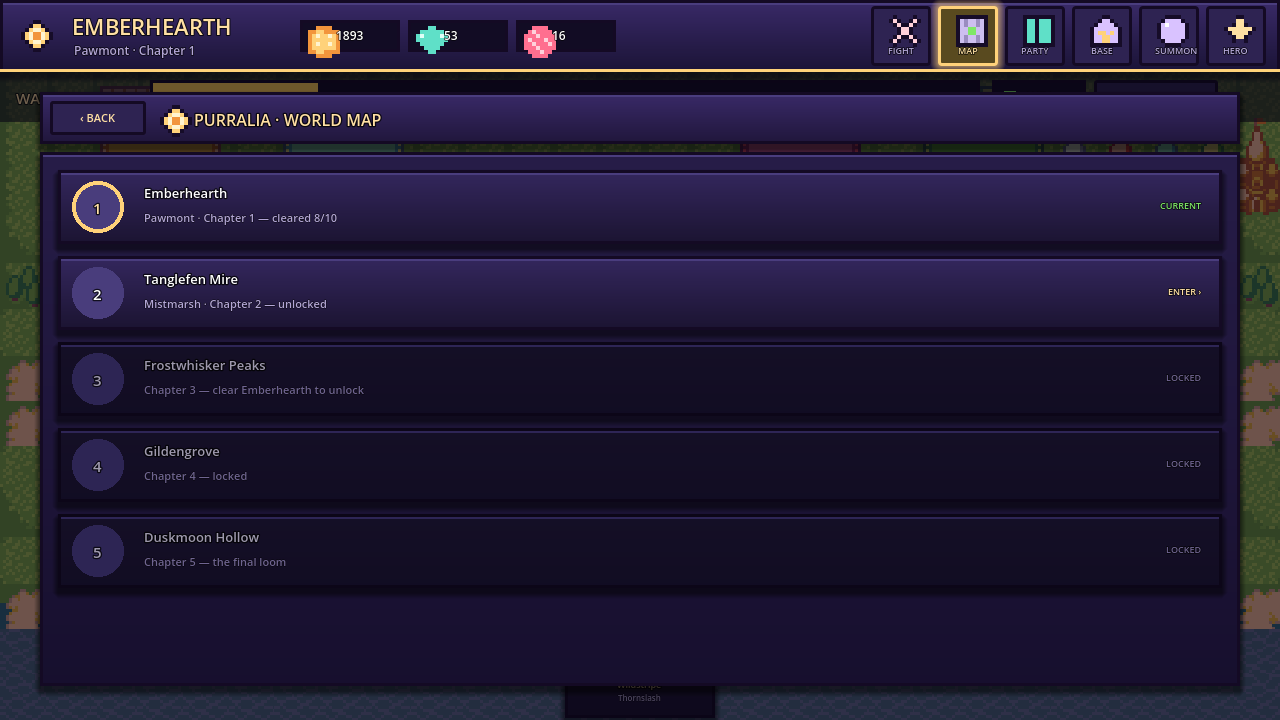 EMBERHEARTH
Pawmont · Chapter 1
1893
53
16
FIGHT
MAP
PARTY
BASE
SUMMON
HERO
WA
‹ BACK
PURRALIA · WORLD MAP
1
Emberhearth
Pawmont · Chapter 1 — cleared 8/10
CURRENT
2
Tanglefen Mire
Mistmarsh · Chapter 2 — unlocked
ENTER ›
3
Frostwhisker Peaks
Chapter 3 — clear Emberhearth to unlock
LOCKED
4
Gildengrove
Chapter 4 — locked
LOCKED
5
Duskmoon Hollow
Chapter 5 — the final loom
LOCKED
Thornslash